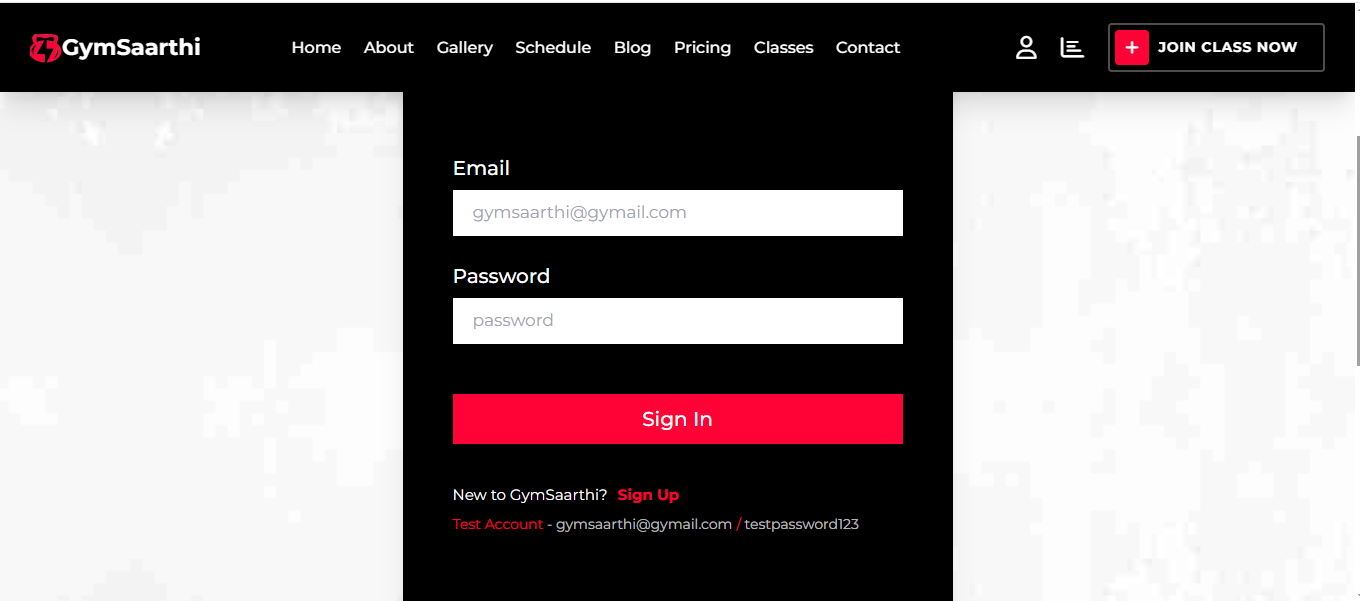 GymSaarthi Home About Gallery Schedule Blog Pricing Classes Contact + JOIN CLASS NOW
Email
gymsaarthi@gymail.com
Password
password
Sign In
New to GymSaarthi? Sign Up
Test Account - gymsaarthi@gymail.com / testpassword123